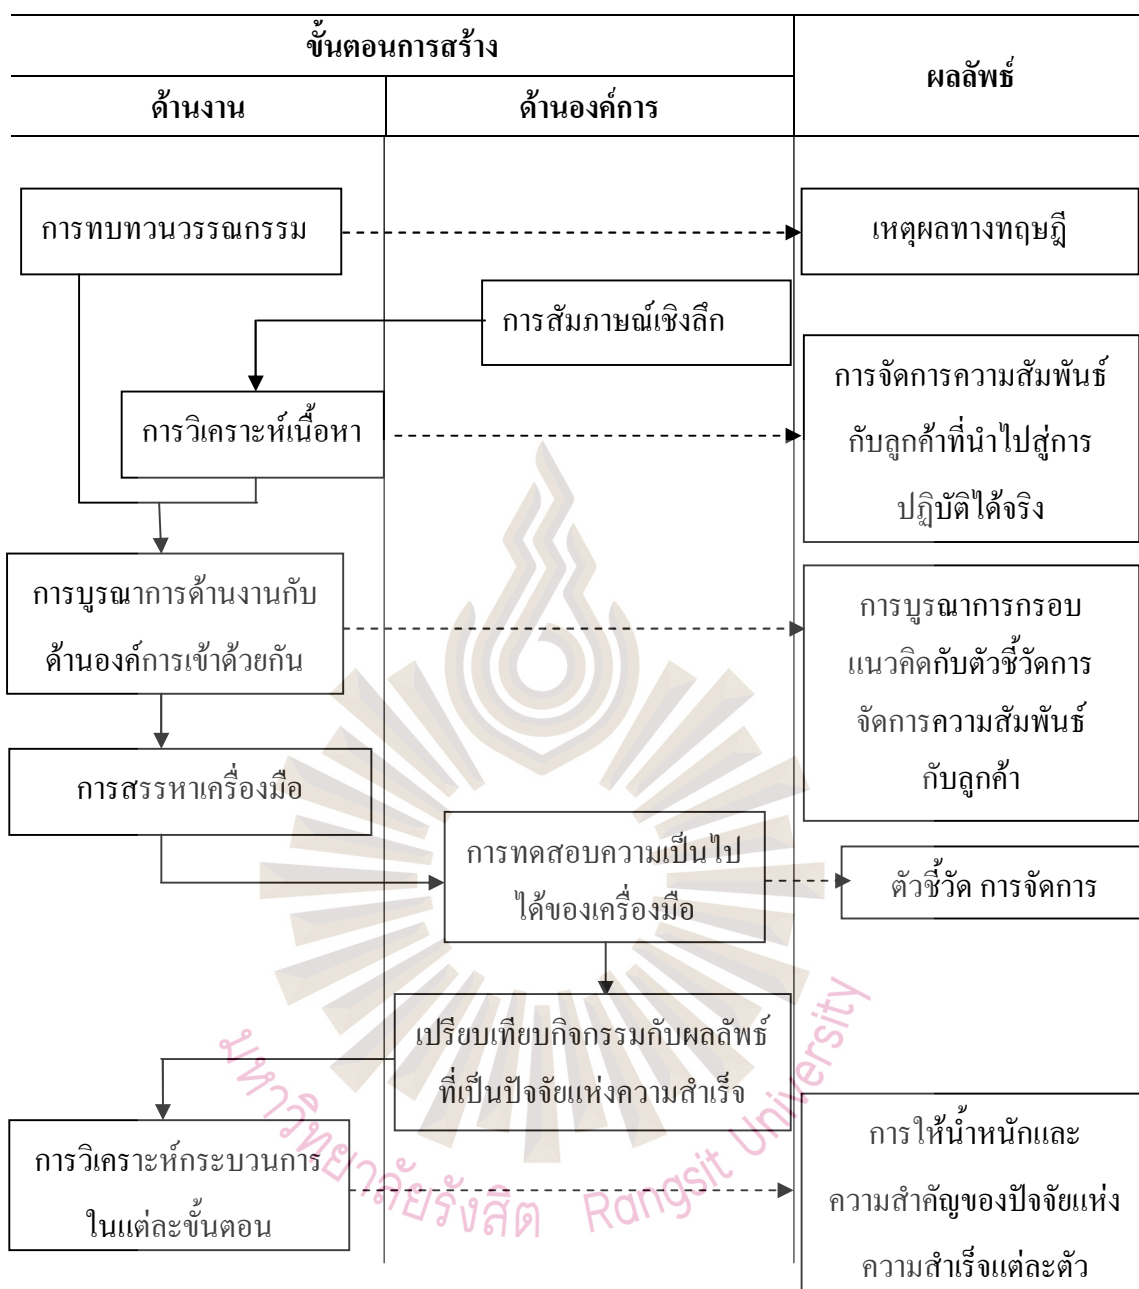 ขั้นตอนการสร้าง
ผลลัพธ์
ด้านงาน
ด้านองค์การ
การทบทวนวรรณกรรม
เหตุผลทางทฤษฎี
การสัมภาษณ์เชิงลึก
การวิเคราะห์เนื้อหา
การจัดการความสัมพันธ์
กับลูกค้าที่นำไปสู่การ
ปฏิบัติได้จริง
การบูรณาการด้านงานกับ
ด้านองค์การเข้าด้วยกัน
การบูรณาการกรอบ
แนวคิดกับตัวชี้วัดการ
จัดการความสัมพันธ์
กับลูกค้า
การสรรหาเครื่องมือ
การทดสอบความเป็นไป
ได้ของเครื่องมือ
ตัวชี้วัด การจัดการ
เปรียบเทียบกิจกรรมกับผลลัพธ์
ที่เป็นปัจจัยแห่งความสำเร็จ
การวิเคราะห์กระบวนการ
ในแต่ละขั้นตอน
การให้น้ำหนักและ
ความสำคัญของปัจจัยแห่ง
ความสำเร็จแต่ละตัว
มหาวิทยาลัยรังสิต Rangsit University